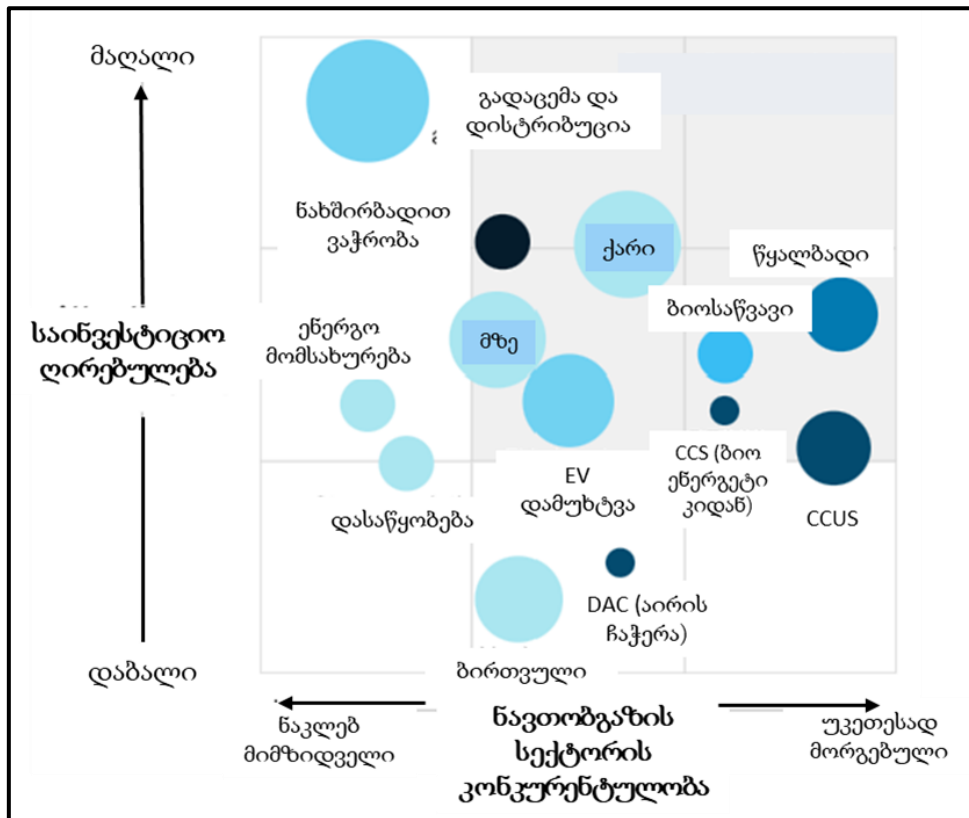 მაღალი
გადაცემა და
დისტრიბუცია
ნახშირბადით
ვაჭრობა
ქარი
წყალბადი
ბიოსაწვავი
საინვესტიციო
ღირებულება
ენერგო
მომსახურება
მზე
EV
დამუხტვა
CCS (ბიო
ენერგეტი
კიდან)
CCUS
დასაწყობება
DAC (აირის
ჩაჭერა)
დაბალი
ბირთვული
ნაკლებ
მიმზიდველი
ნავთობგაზის
სექტორის
კონკურენტულობა
უკეთესად
მორგებული